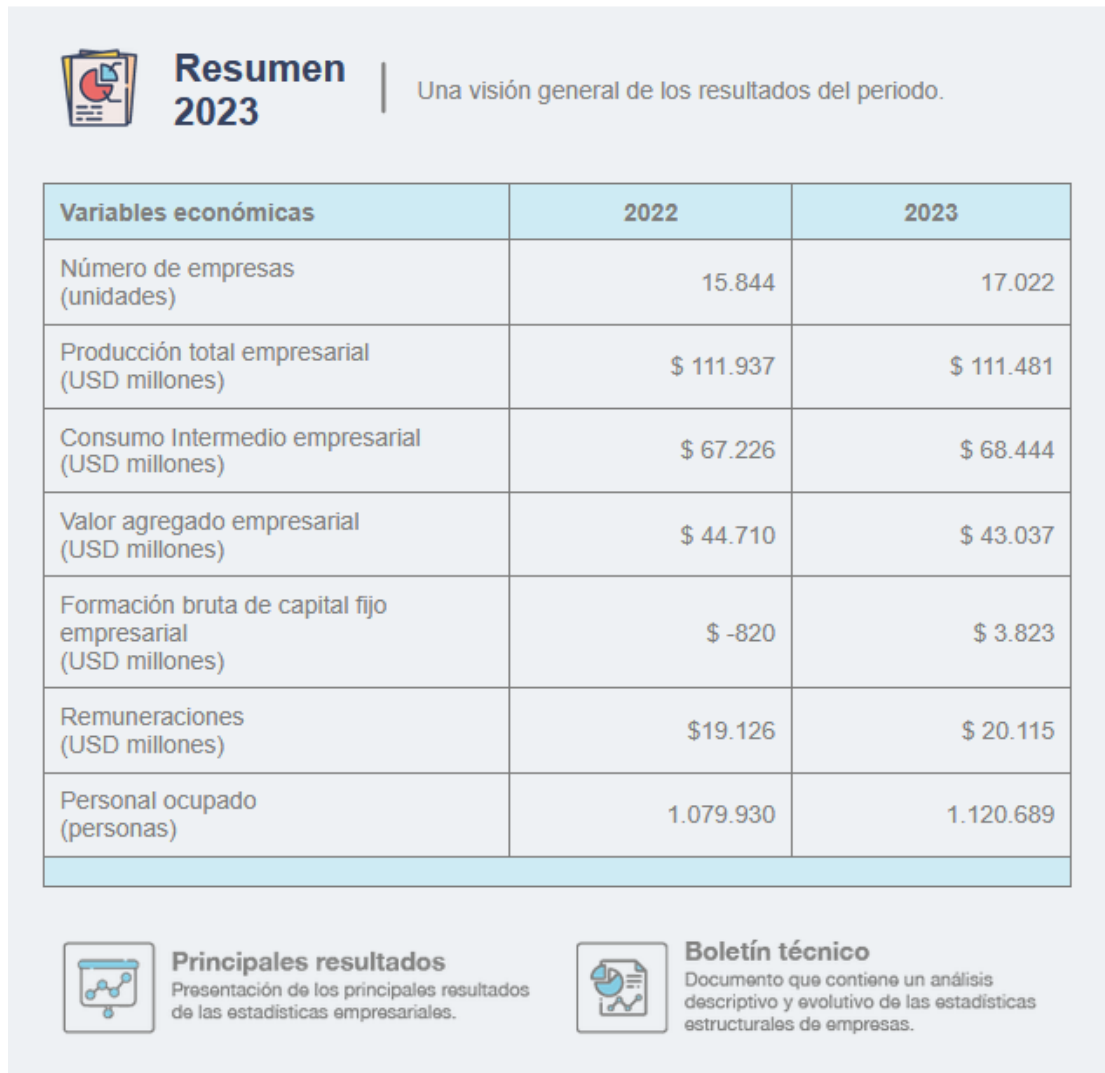 Resumen
2023
Una visión general de los resultados del periodo.
Variables económicas 2022 2023
Número de empresas
(unidades) 15.844 17.022
Producción total empresarial
(USD millones) $ 111.937 $ 111.481
Consumo Intermedio empresarial
(USD millones) $ 67.226 $ 68.444
Valor agregado empresarial
(USD millones) $ 44.710 $ 43.037
Formación bruta de capital fijo
empresarial $ -820 $ 3.823
(USD millones)
Remuneraciones
(USD millones) $19.126 $ 20.115
Personal ocupado
(personas) 1.079.930 1.120.689
Principales resultados
Presentación de los principales resultados
de las estadísticas empresariales.
Boletín técnico
Documento que contiene un análisis
descriptivo y evolutivo de las estadísticas
estructurales de empresas.